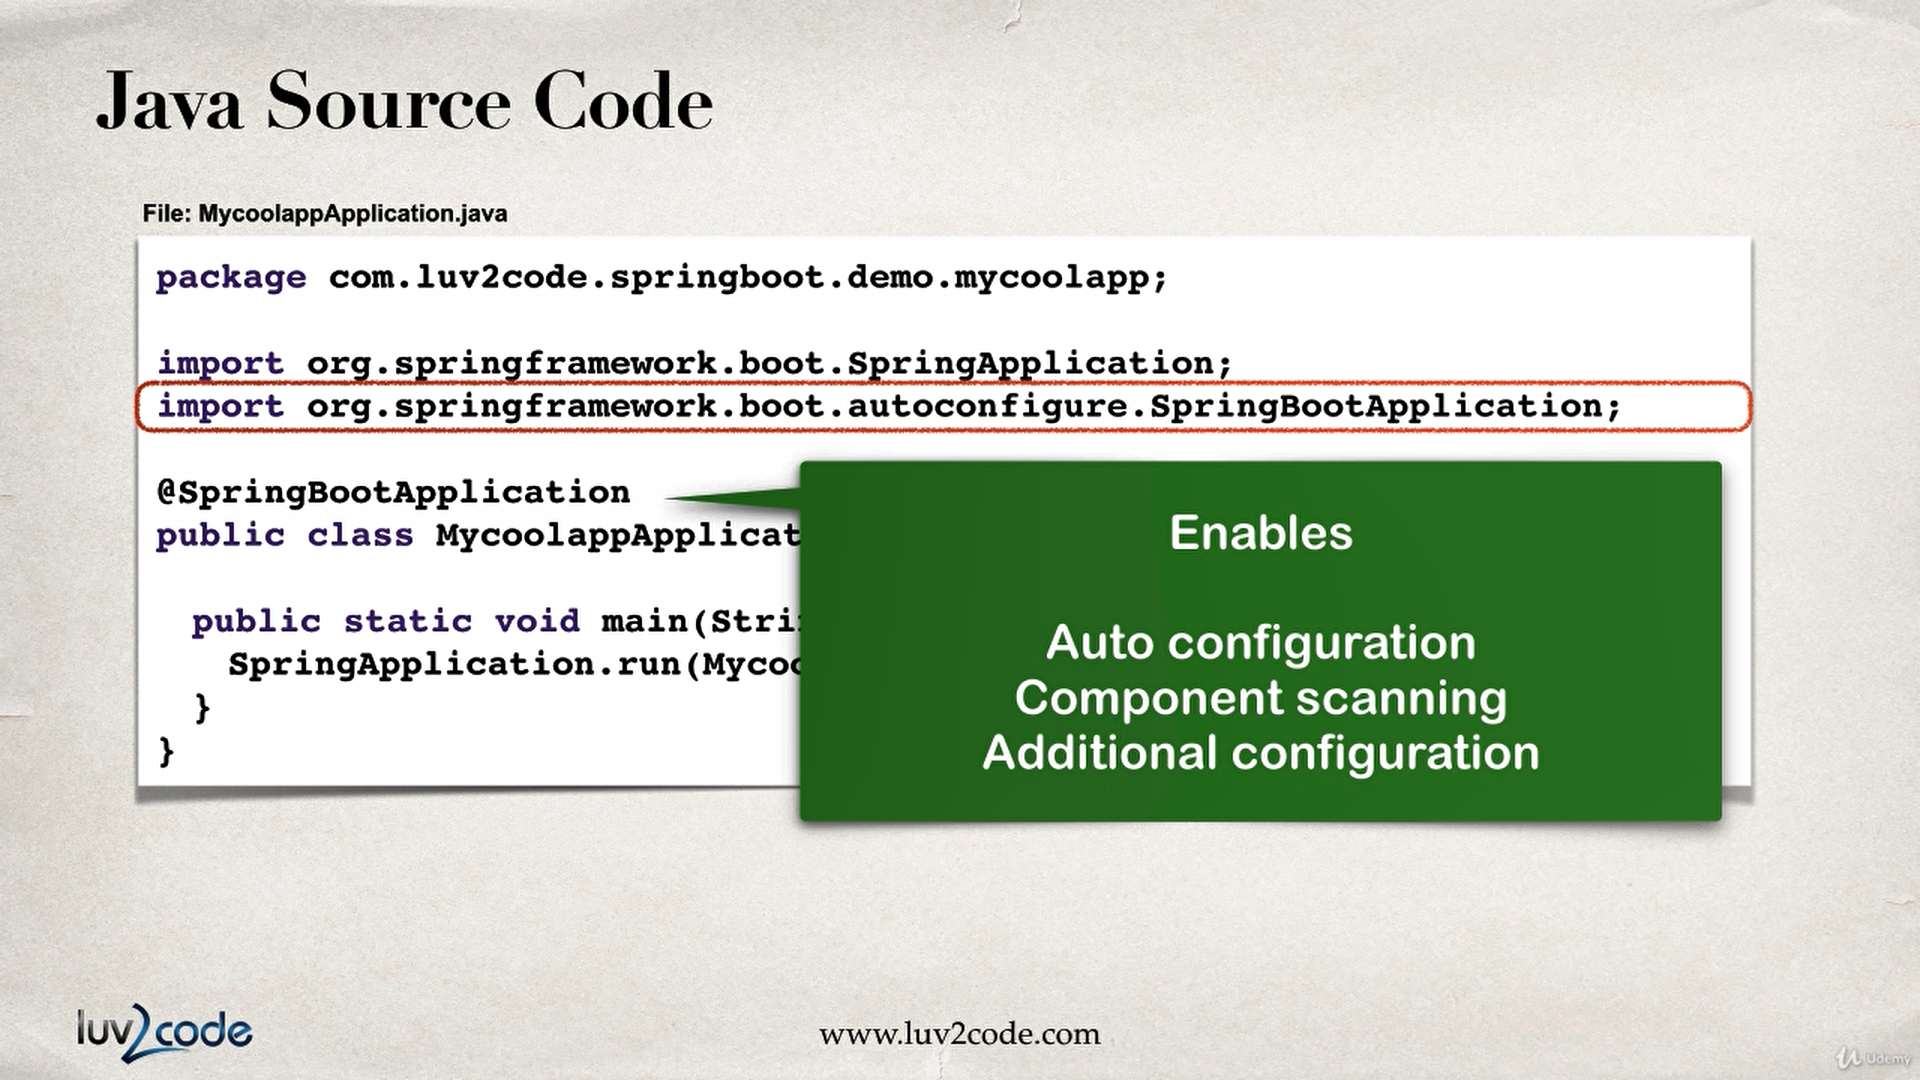 Java Source Code
File: MycoolappApplication.java
package com.luv2code.springboot.demo.mycoolapp;
import org.springframework.boot.SpringApplication;
import org.springframework.boot.autoconfigure.SpringBootApplication;
@SpringBootApplication
public class MycoolappApplicat
public static void main(Stri
SpringApplication.run(Mycoo
}
}
Enables
Auto configuration
Component scanning
Additional configuration
luv2code
www.luv2code.com
Udemy